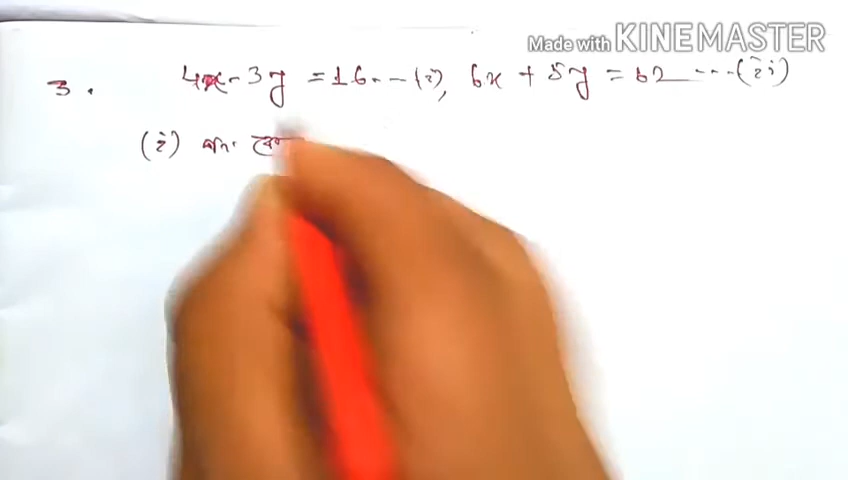 Made with KINEMASTER
3. 4x - 3y = 16 --- (i), 6x + 5y = 62 --- (ii)
(i) নং